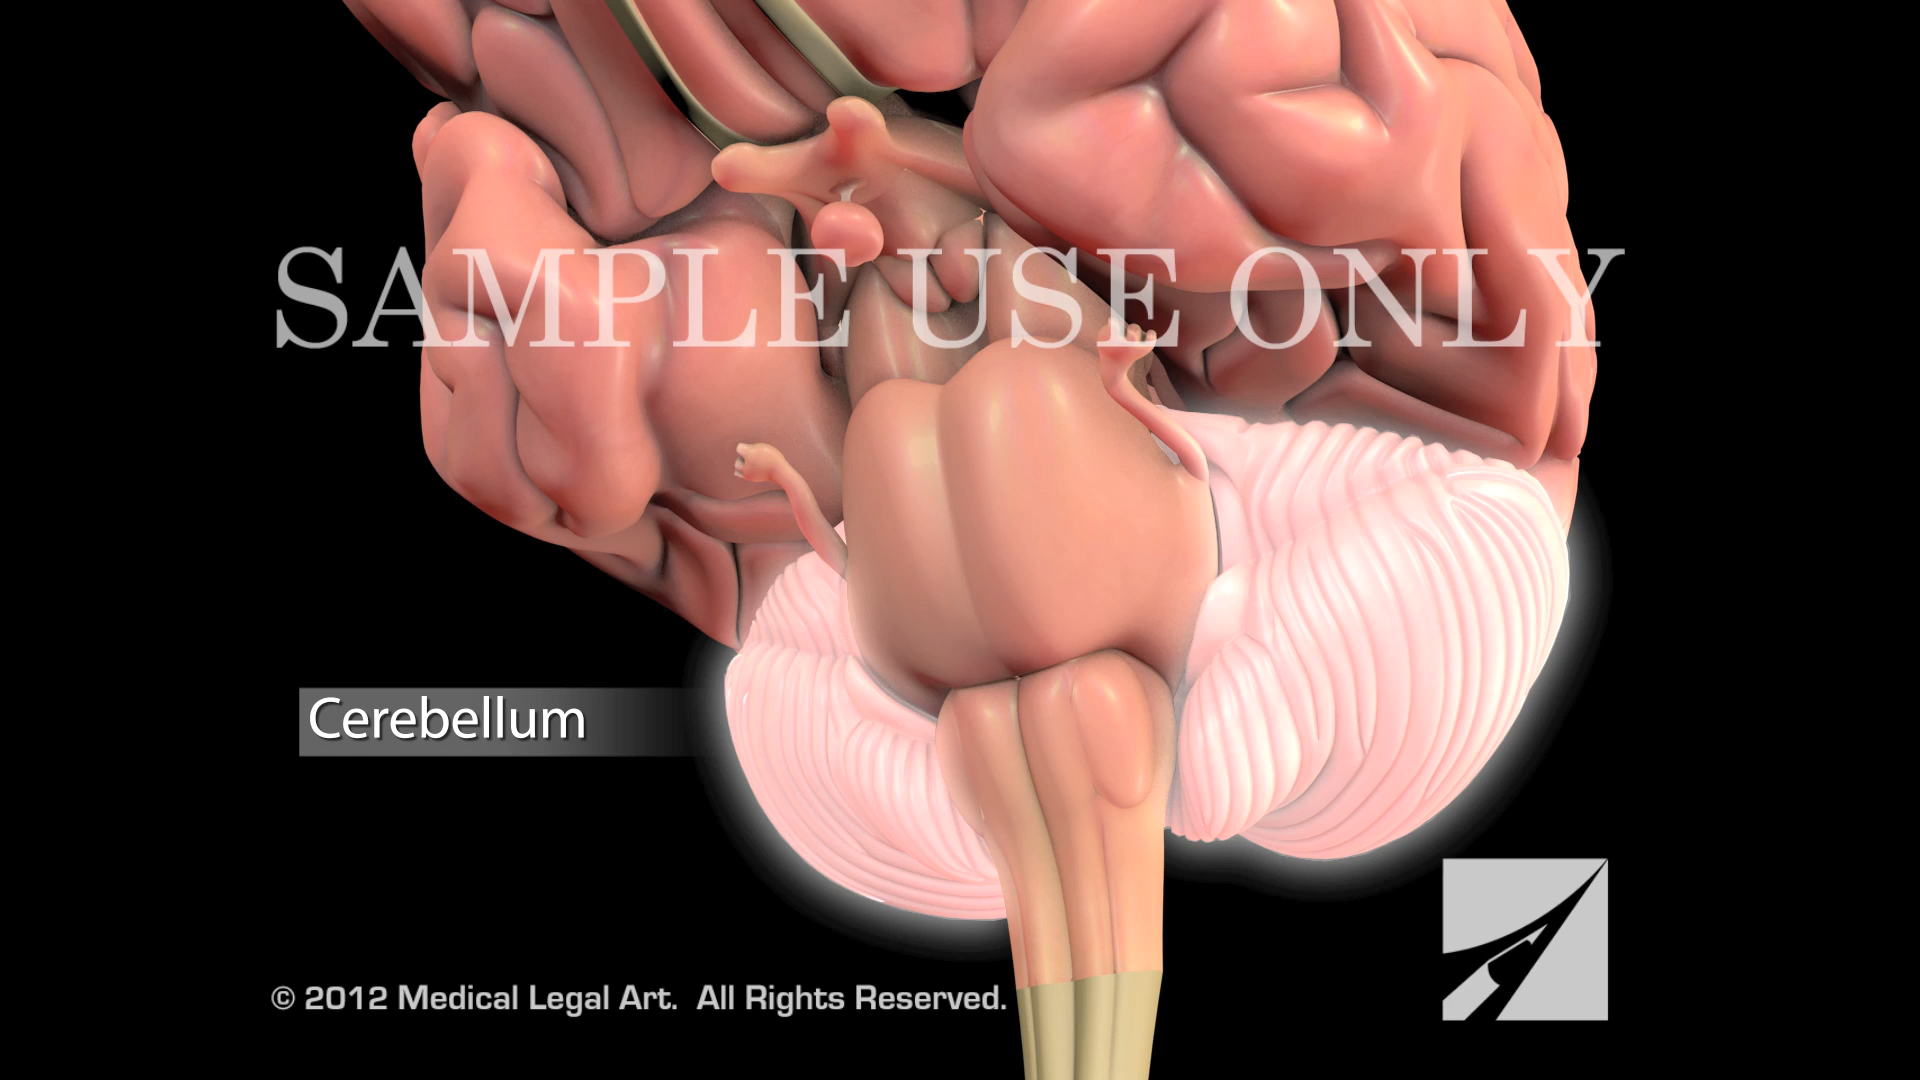 SAMPLE USE ONLY
Cerebellum
© 2012 Medical Legal Art. All Rights Reserved.